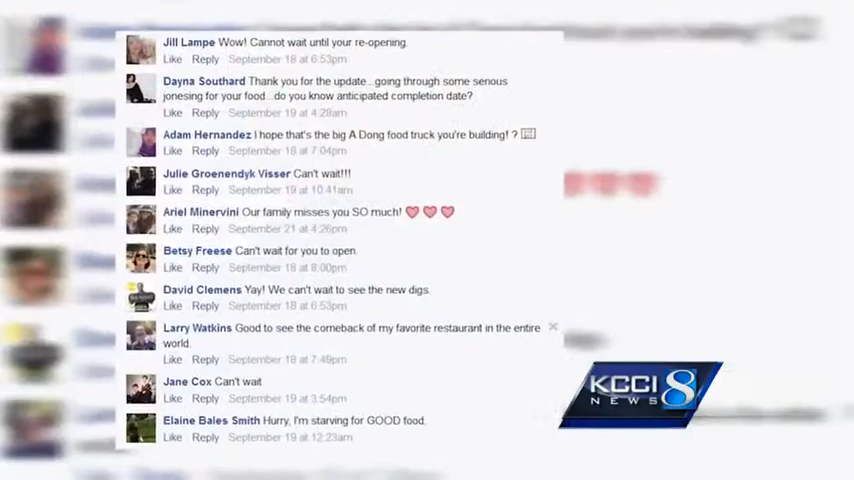 Jill Lampe Wow! Cannot wait until your re-opening.
Like Reply September 18 at 6:53pm
Dayna Southard Thank you for the update...going through some serious
jonesing for your food...do you know anticipated completion date?
Like Reply September 19 at 4:28am
Adam Hernandez I hope that's the big A Dong food truck you're building! ?
Like Reply September 18 at 7:04pm
Julie Groenendyk Visser Can't wait!!!
Like Reply September 19 at 10:41am
Ariel Minervini Our family misses you SO much!
Like Reply September 21 at 4:26pm
Betsy Freese Can't wait for you to open.
Like Reply September 18 at 8:00pm
David Clemens Yay! We can't wait to see the new digs.
Like Reply September 18 at 6:53pm
Larry Watkins Good to see the comeback of my favorite restaurant in the entire
world.
Like Reply September 18 at 7:49pm
Jane Cox Can't wait
Like Reply September 19 at 3:54pm
Elaine Bales Smith Hurry, I'm starving for GOOD food.
Like Reply September 19 at 12:23am
KCCI 8
NEWS